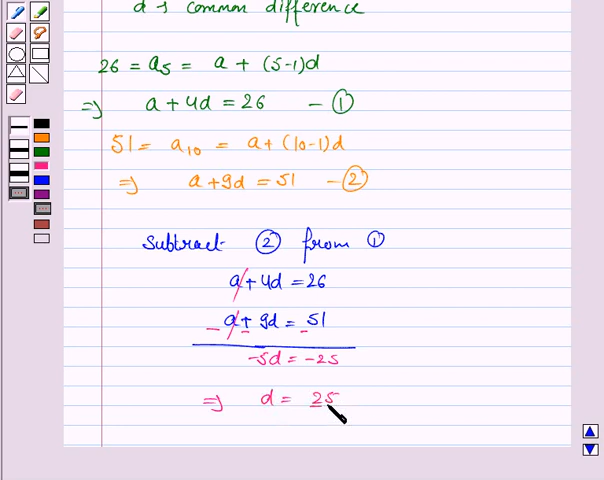 d → common difference
26 = a₅ = a + (5-1)d
⇒ a + 4d = 26 - ①
51 = a₁₀ = a + (10-1)d
⇒ a + 9d = 51 - ②
Subtract ② from ①
a + 4d = 26
- a + 9d = 51
- -
-5d = -25
⇒ d = 25